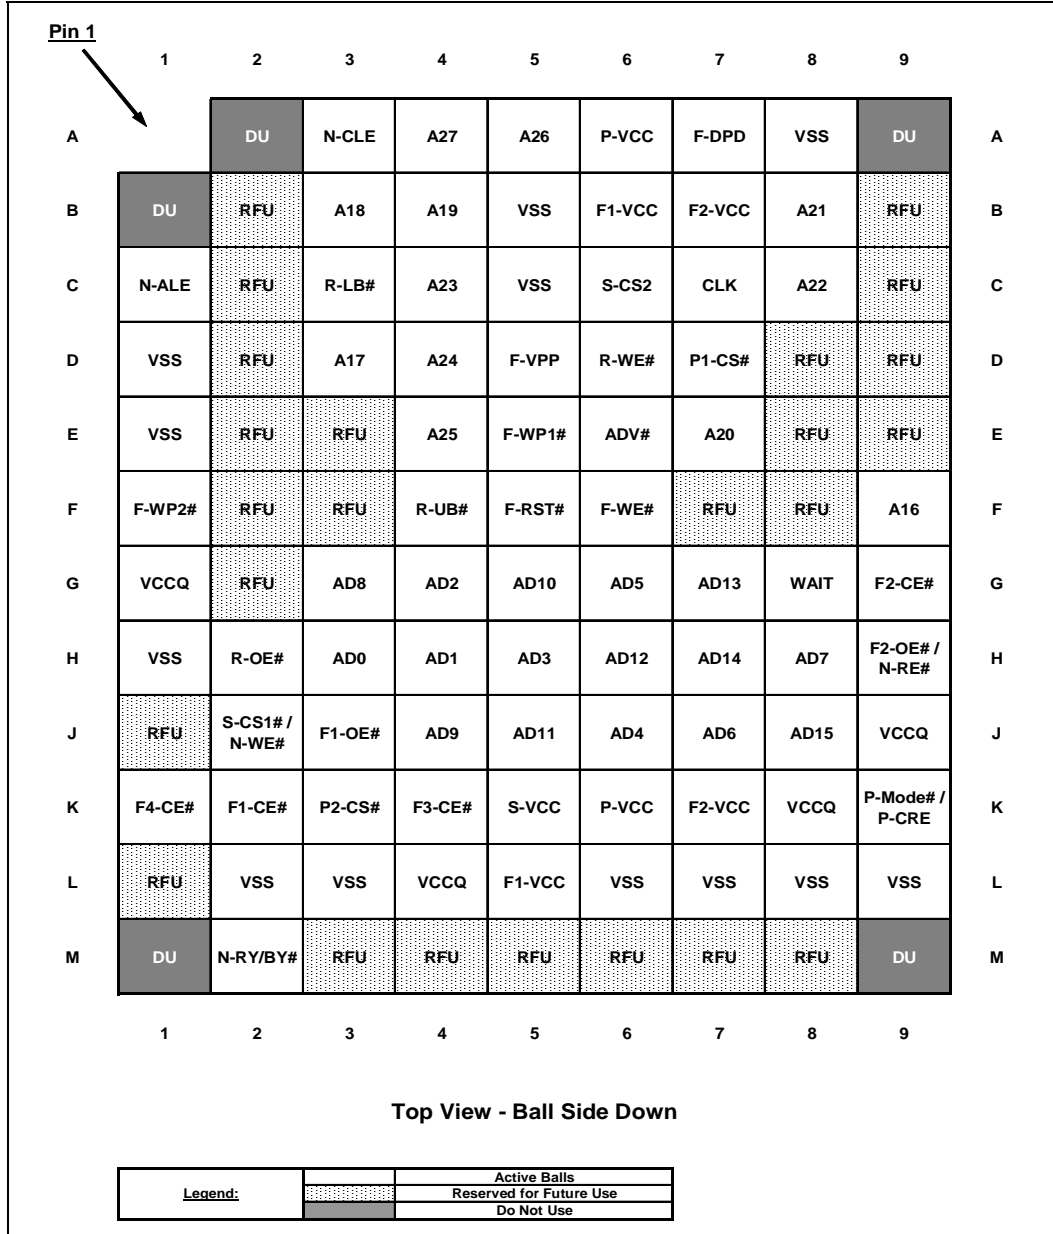 Pin 1
1 2 3 4 5 6 7 8 9
A DU N-CLE A27 A26 P-VCC F-DPD VSS DU A
B DU RFU A18 A19 VSS F1-VCC F2-VCC A21 RFU B
C N-ALE RFU R-LB# A23 VSS S-CS2 CLK A22 RFU C
D VSS RFU A17 A24 F-VPP R-WE# P1-CS# RFU RFU D
E VSS RFU RFU A25 F-WP1# ADV# A20 RFU RFU E
F F-WP2# RFU RFU R-UB# F-RST# F-WE# RFU RFU A16 F
G VCCQ RFU AD8 AD2 AD10 AD5 AD13 WAIT F2-CE# G
H VSS R-OE# AD0 AD1 AD3 AD12 AD14 AD7 F2-OE# / N-RE# H
J RFU S-CS1# / N-WE# F1-OE# AD9 AD11 AD4 AD6 AD15 VCCQ J
K F4-CE# F1-CE# P2-CS# F3-CE# S-VCC P-VCC F2-VCC VCCQ P-Mode# / P-CRE K
L RFU VSS VSS VCCQ F1-VCC VSS VSS VSS VSS L
M DU N-RY/BY# RFU RFU RFU RFU RFU RFU DU M
1 2 3 4 5 6 7 8 9
Top View - Ball Side Down
Legend:
Active Balls
Reserved for Future Use
Do Not Use